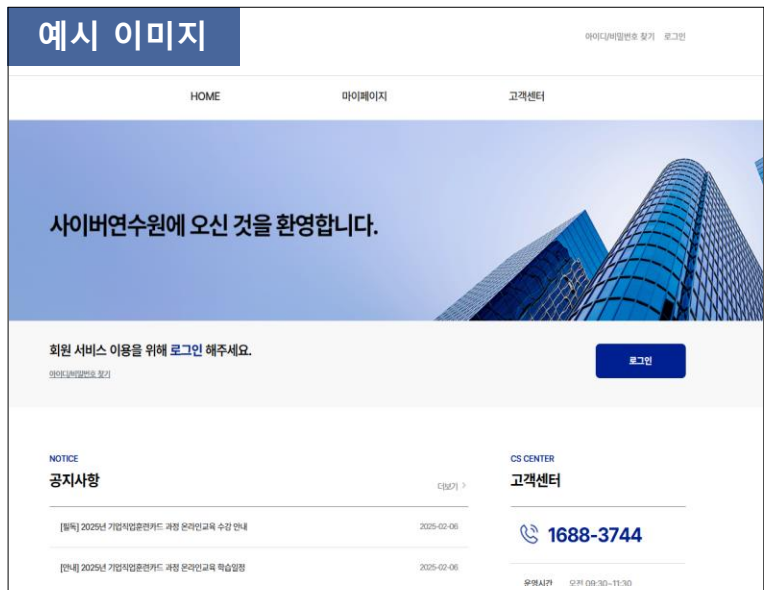 예시 이미지
아이디/비밀번호 찾기 로그인
HOME 마이페이지 고객센터
사이버연수원에 오신 것을 환영합니다.
회원 서비스 이용을 위해 로그인 해주세요.
아이디/비밀번호 찾기
로그인
NOTICE
공지사항
더보기 >
[필독] 2025년 기업직업훈련카드 과정 온라인교육 수강 안내 2025-02-06
[안내] 2025년 기업직업훈련카드 과정 온라인교육 학습일정 2025-02-06
CS CENTER
고객센터
1688-3744
운영시간 오전 09:30~11:30